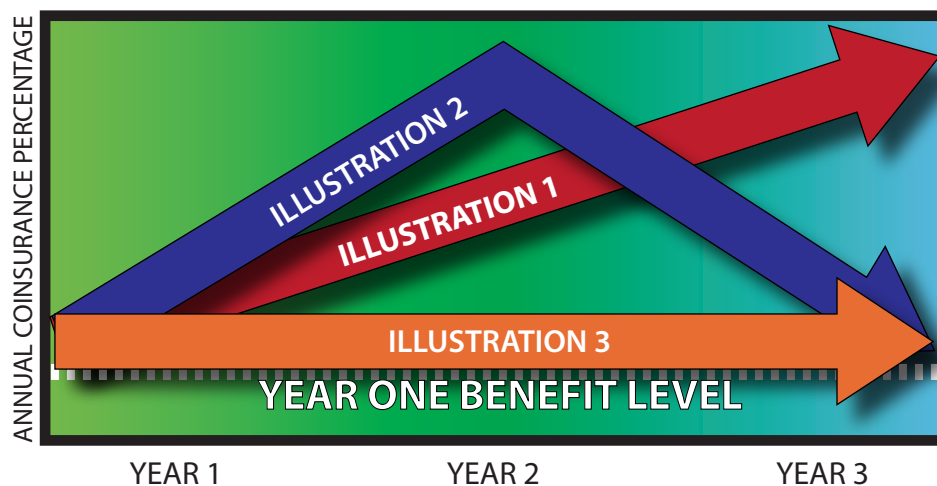 ANNUAL COINSURANCE PERCENTAGE
ILLUSTRATION 2
ILLUSTRATION 1
ILLUSTRATION 3
YEAR ONE BENEFIT LEVEL
YEAR 1
YEAR 2
YEAR 3